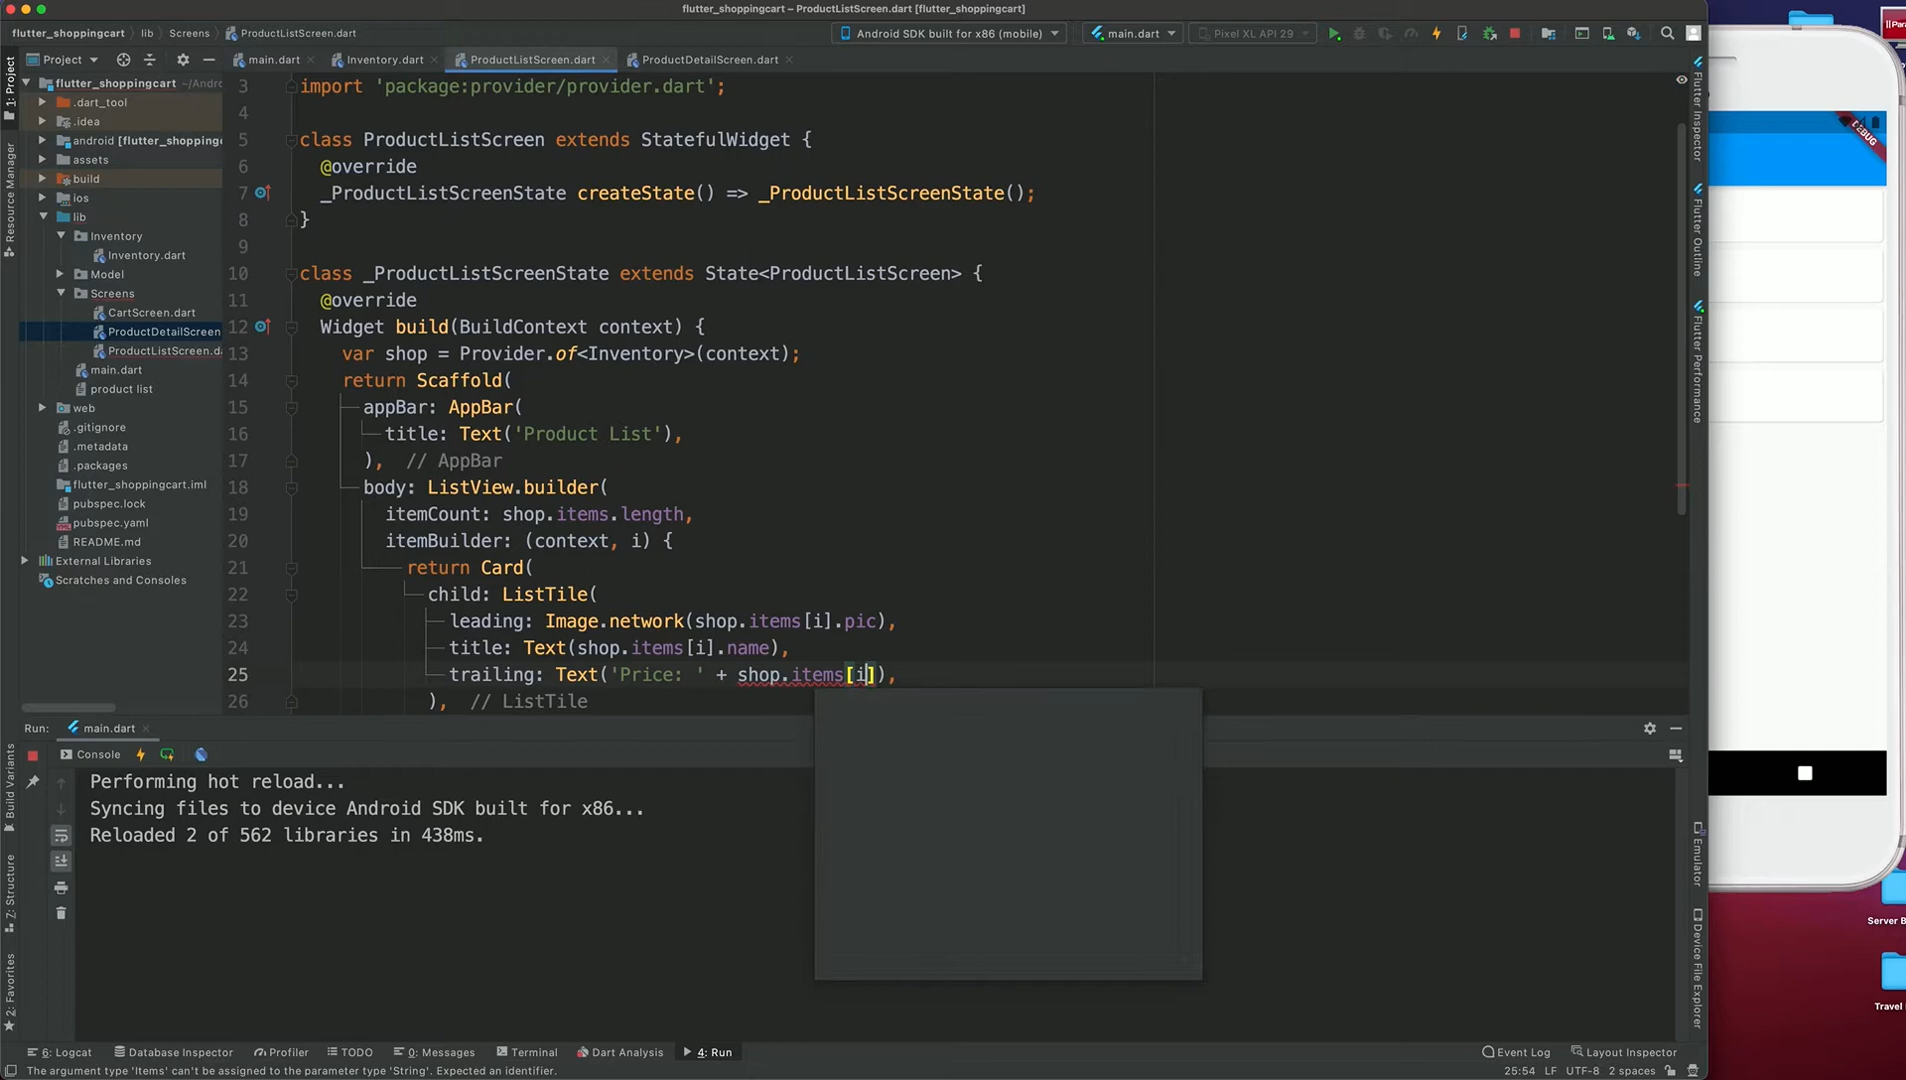 flutter_shoppingcart – ProductListScreen.dart [flutter_shoppingcart]
flutter_shoppingcart lib Screens ProductListScreen.dart
Android SDK built for x86 (mobile) main.dart Pixel XL API 29
Project
main.dart Inventory.dart ProductListScreen.dart ProductDetailScreen.dart
flutter_shoppingcart ~/Andro
.dart_tool
.idea
android [flutter_shopping
assets
build
ios
lib
Inventory
Inventory.dart
Model
Screens
CartScreen.dart
ProductDetailScreen
ProductListScreen.da
main.dart
product list
web
.gitignore
.metadata
.packages
flutter_shoppingcart.iml
pubspec.lock
pubspec.yaml
README.md
External Libraries
Scratches and Consoles
3 import 'package:provider/provider.dart';
4
5 class ProductListScreen extends StatefulWidget {
6 @override
7 _ProductListScreenState createState() => _ProductListScreenState();
8 }
9
10 class _ProductListScreenState extends State<ProductListScreen> {
11 @override
12 Widget build(BuildContext context) {
13 var shop = Provider.of<Inventory>(context);
14 return Scaffold(
15 appBar: AppBar(
16 title: Text('Product List'),
17 ), // AppBar
18 body: ListView.builder(
19 itemCount: shop.items.length,
20 itemBuilder: (context, i) {
21 return Card(
22 child: ListTile(
23 leading: Image.network(shop.items[i].pic),
24 title: Text(shop.items[i].name),
25 trailing: Text('Price: ' + shop.items[i]),
26 ), // ListTile
1: Project
Resource Manager
Build Variants
Z: Structure
2: Favorites
Flutter Inspector
Flutter Outline
Flutter Performance
Emulator
Device File Explorer
Run: main.dart
Console
Performing hot reload...
Syncing files to device Android SDK built for x86...
Reloaded 2 of 562 libraries in 438ms.
6: Logcat Database Inspector Profiler TODO 0: Messages Terminal Dart Analysis 4: Run Event Log Layout Inspector
The argument type 'Items' can't be assigned to the parameter type 'String'. Expected an identifier. 25:54 LF UTF-8 2 spaces
DEBUG
Server B
Travel